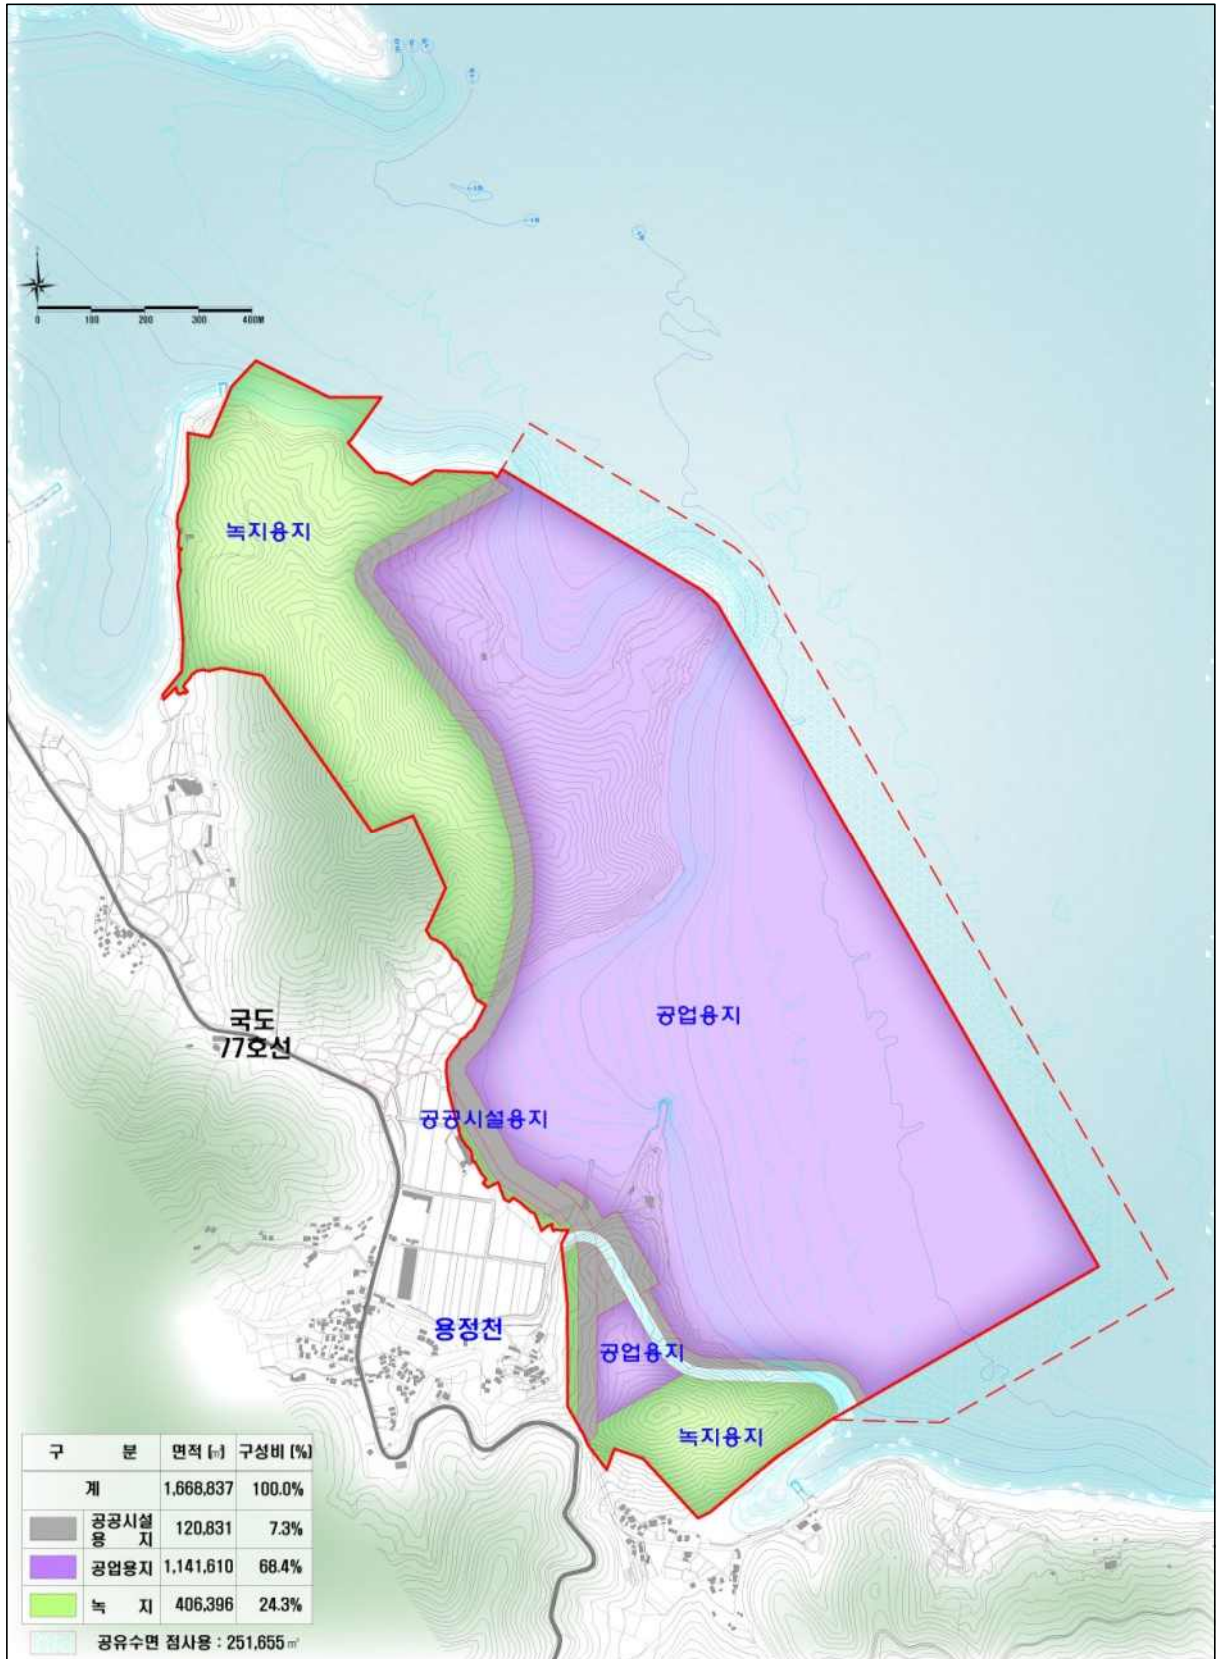 0 100 200 300 400M
녹지용지
공업용지
국도
77호선
공공시설용지
용정천
공업용지
녹지용지
구 분 면적 (㎡) 구성비 (%)
계 1,668,837 100.0%
공공시설
용 지 120,831 7.3%
공업용지 1,141,610 68.4%
녹 지 406,396 24.3%
공유수면 점사용 : 251,655㎡